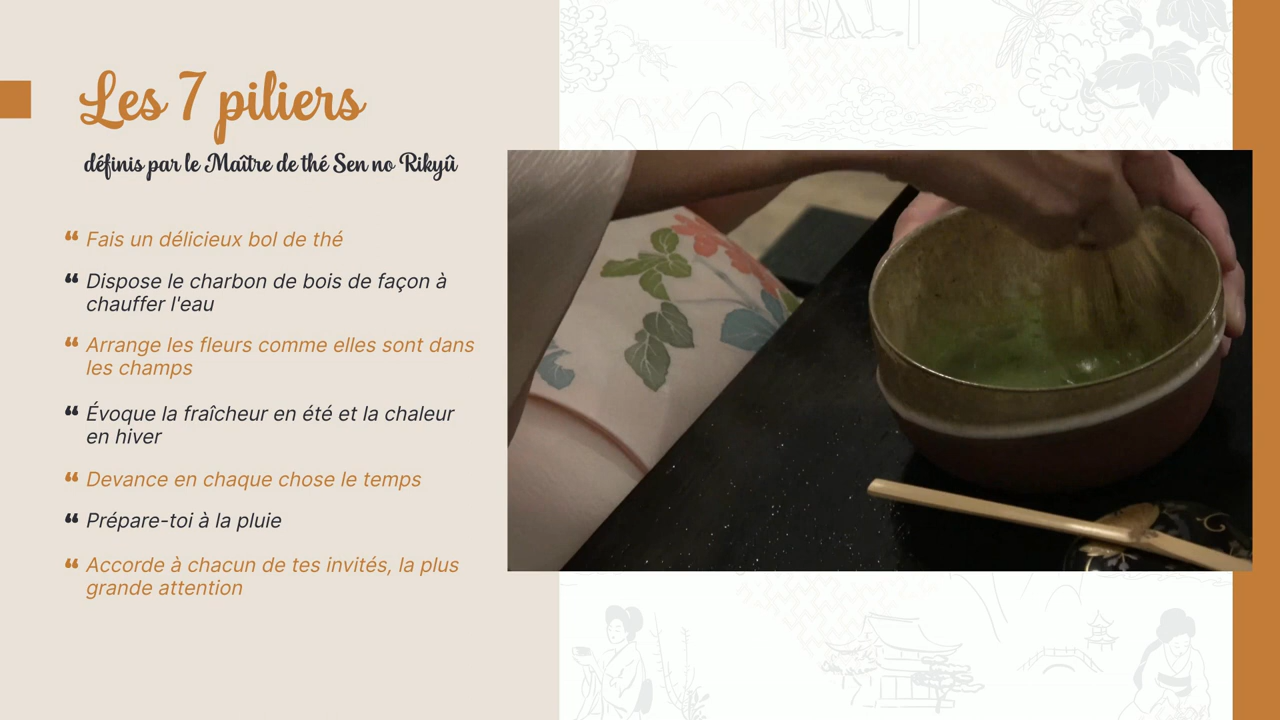 Les 7 piliers
définis par le Maître de thé Sen no Rikyû
❝ Fais un délicieux bol de thé
❝ Dispose le charbon de bois de façon à
chauffer l'eau
❝ Arrange les fleurs comme elles sont dans
les champs
❝ Évoque la fraîcheur en été et la chaleur
en hiver
❝ Devance en chaque chose le temps
❝ Prépare-toi à la pluie
❝ Accorde à chacun de tes invités, la plus
grande attention